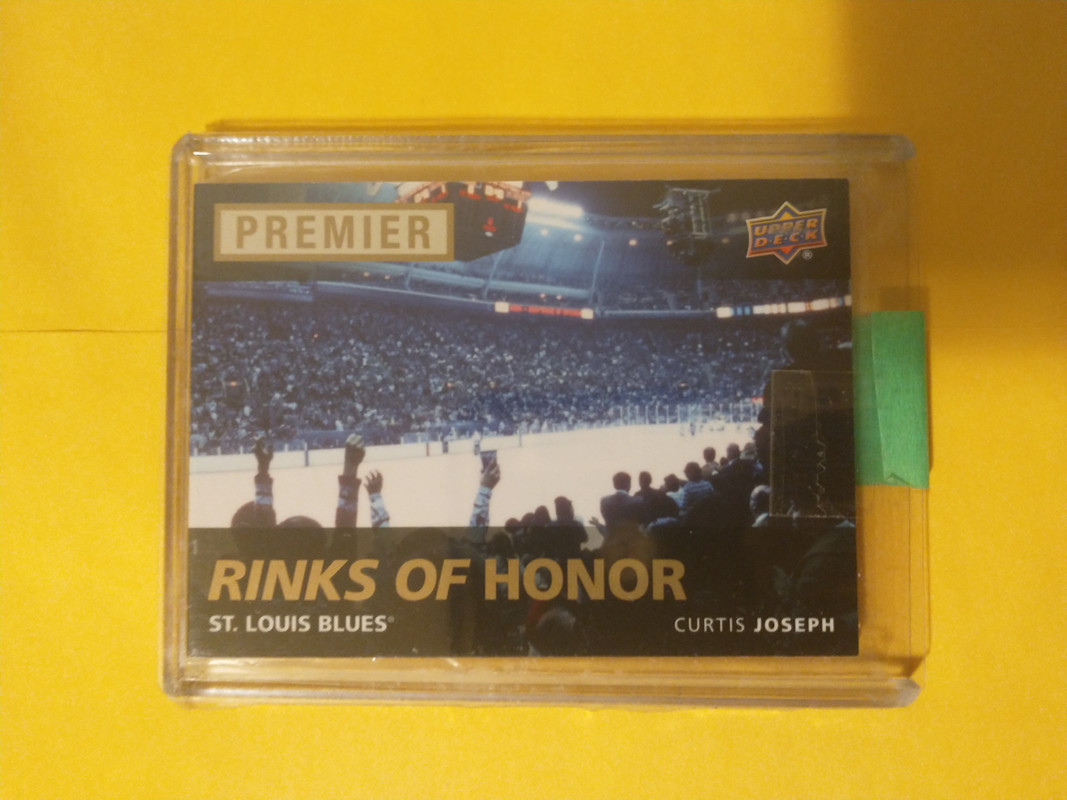 PREMIER
UPPER
DECK
®
RINKS OF HONOR
ST. LOUIS BLUES®
CURTIS JOSEPH